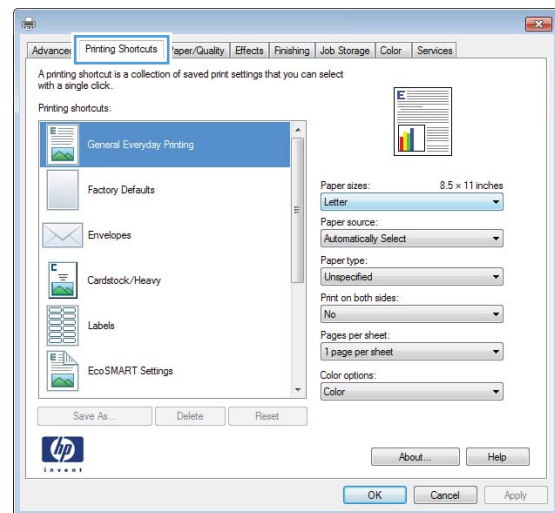 Advanced Printing Shortcuts Paper/Quality Effects Finishing Job Storage Color Services
A printing shortcut is a collection of saved print settings that you can select
with a single click.
Printing shortcuts:
General Everyday Printing
Factory Defaults
Envelopes
Cardstock/Heavy
Labels
EcoSMART Settings
Paper sizes: 8.5 × 11 inches
Letter
Paper source:
Automatically Select
Paper type:
Unspecified
Print on both sides:
No
Pages per sheet:
1 page per sheet
Color options:
Color
Save As... Delete Reset
hp
invent
About... Help
OK Cancel Apply